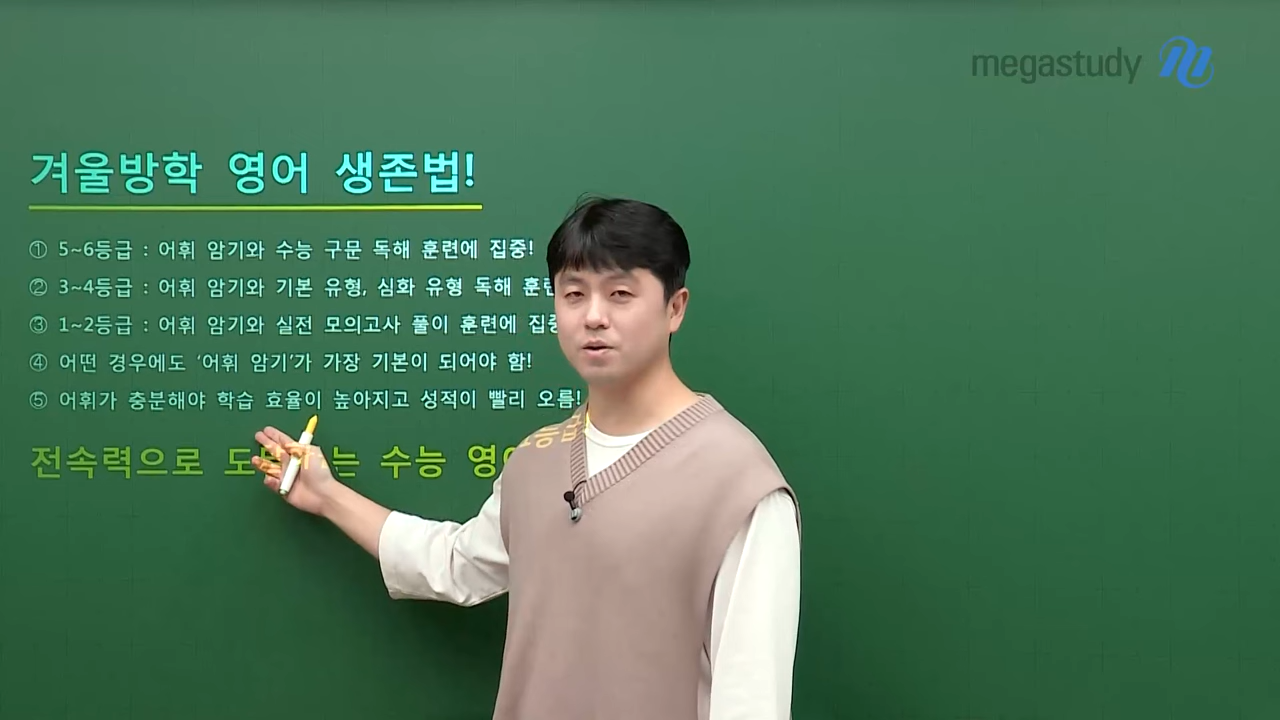 megastudy
겨울방학 영어 생존법!
① 5~6등급 : 어휘 암기와 수능 구문 독해 훈련에 집중!
② 3~4등급 : 어휘 암기와 기본 유형, 심화 유형 독해
③ 1~2등급 : 어휘 암기와 실전 모의고사 풀이 훈련에
④ 어떤 경우에도 '어휘 암기'가 가장 기본이 되어야 함!
⑤ 어휘가 충분해야 학습 효율이 높아지고 성적이 빨리 오름!
전속력으로 수능